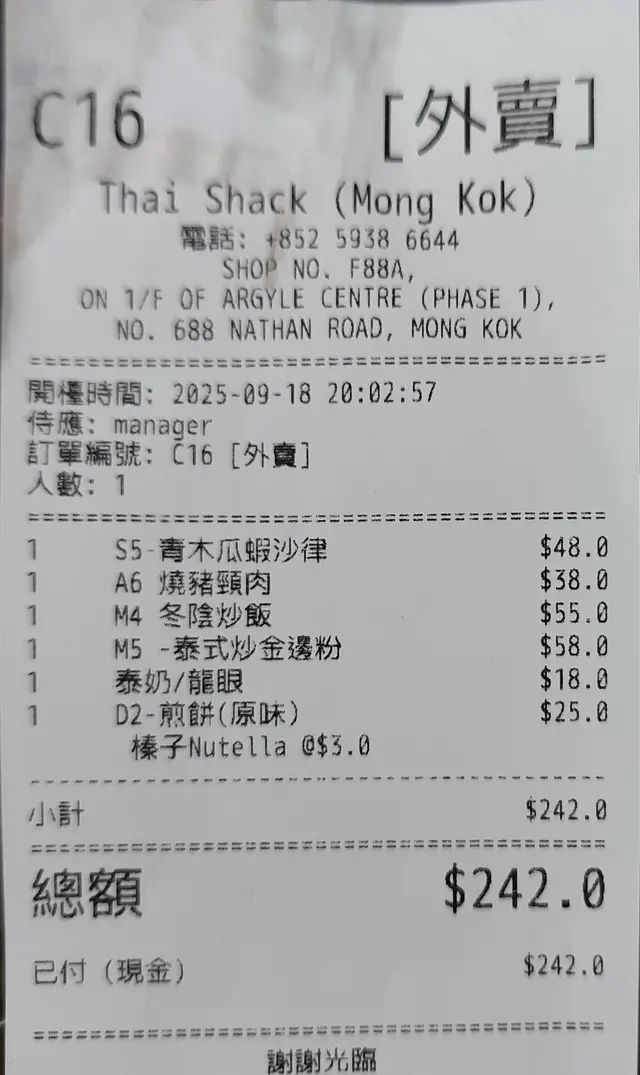 C16 [外賣]
Thai Shack (Mong Kok)
電話: +852 5938 6644
SHOP NO. F88A,
ON 1/F OF ARGYLE CENTRE (PHASE 1),
NO. 688 NATHAN ROAD, MONG KOK
開檯時間: 2025-09-18 20:02:57
侍應: manager
訂單編號: C16 [外賣]
人數: 1
1 S5-青木瓜蝦沙律 $48.0
1 A6 燒豬頸肉 $38.0
1 M4 冬陰炒飯 $55.0
1 M5 -泰式炒金邊粉 $58.0
1 泰奶/龍眼 $18.0
1 D2-煎餅(原味) $25.0
榛子Nutella @$3.0
小計 $242.0
總額 $242.0
已付 (現金) $242.0
謝謝光臨